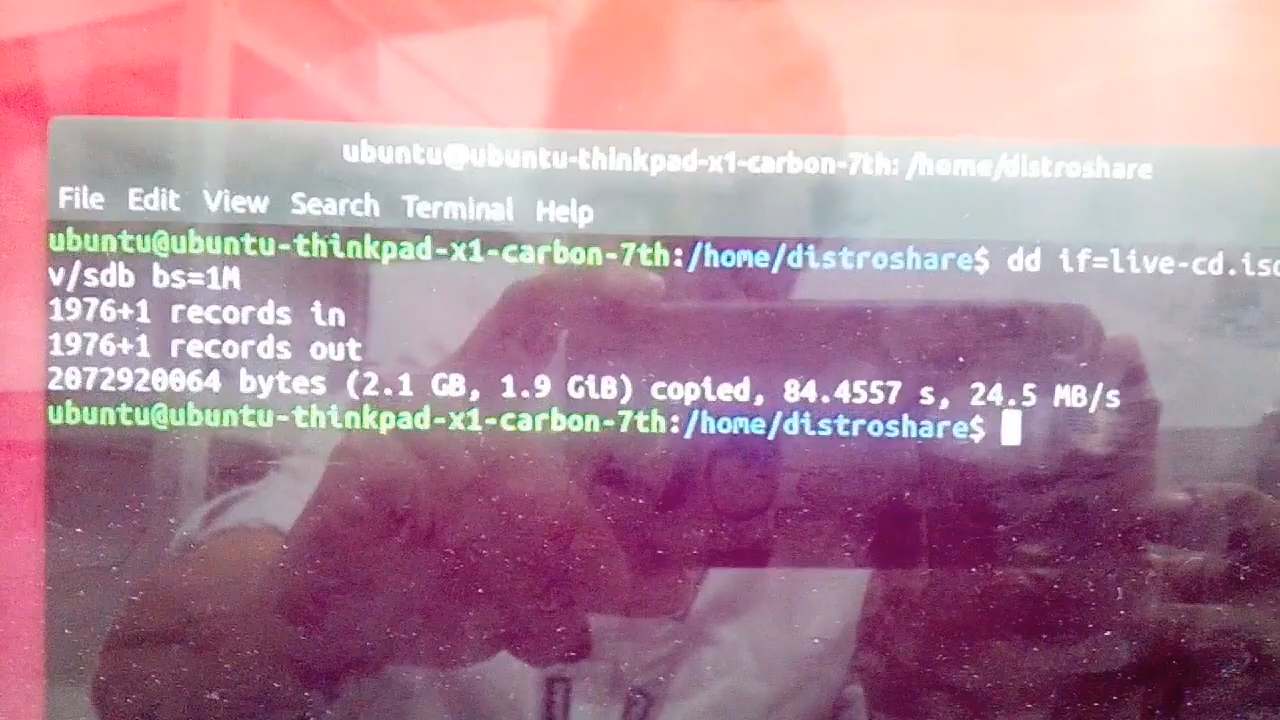 ubuntu@ubuntu-thinkpad-x1-carbon-7th: /home/distroshare
File Edit View Search Terminal Help
ubuntu@ubuntu-thinkpad-x1-carbon-7th:/home/distroshare$ dd if=live-cd.iso
v/sdb bs=1M
1976+1 records in
1976+1 records out
2072920064 bytes (2.1 GB, 1.9 GiB) copied, 84.4557 s, 24.5 MB/s
ubuntu@ubuntu-thinkpad-x1-carbon-7th:/home/distroshare$